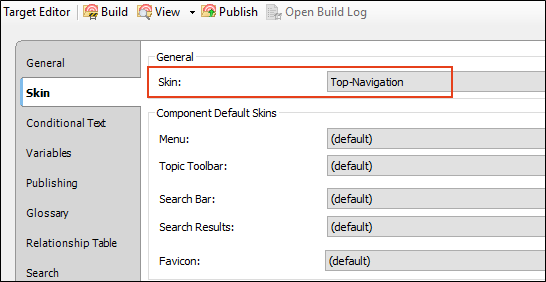 Target Editor Build View Publish Open Build Log
General
Skin
Conditional Text
Variables
Publishing
Glossary
Relationship Table
Search
General
Skin: Top-Navigation
Component Default Skins
Menu: (default)
Topic Toolbar: (default)
Search Bar: (default)
Search Results: (default)
Favicon: (default)